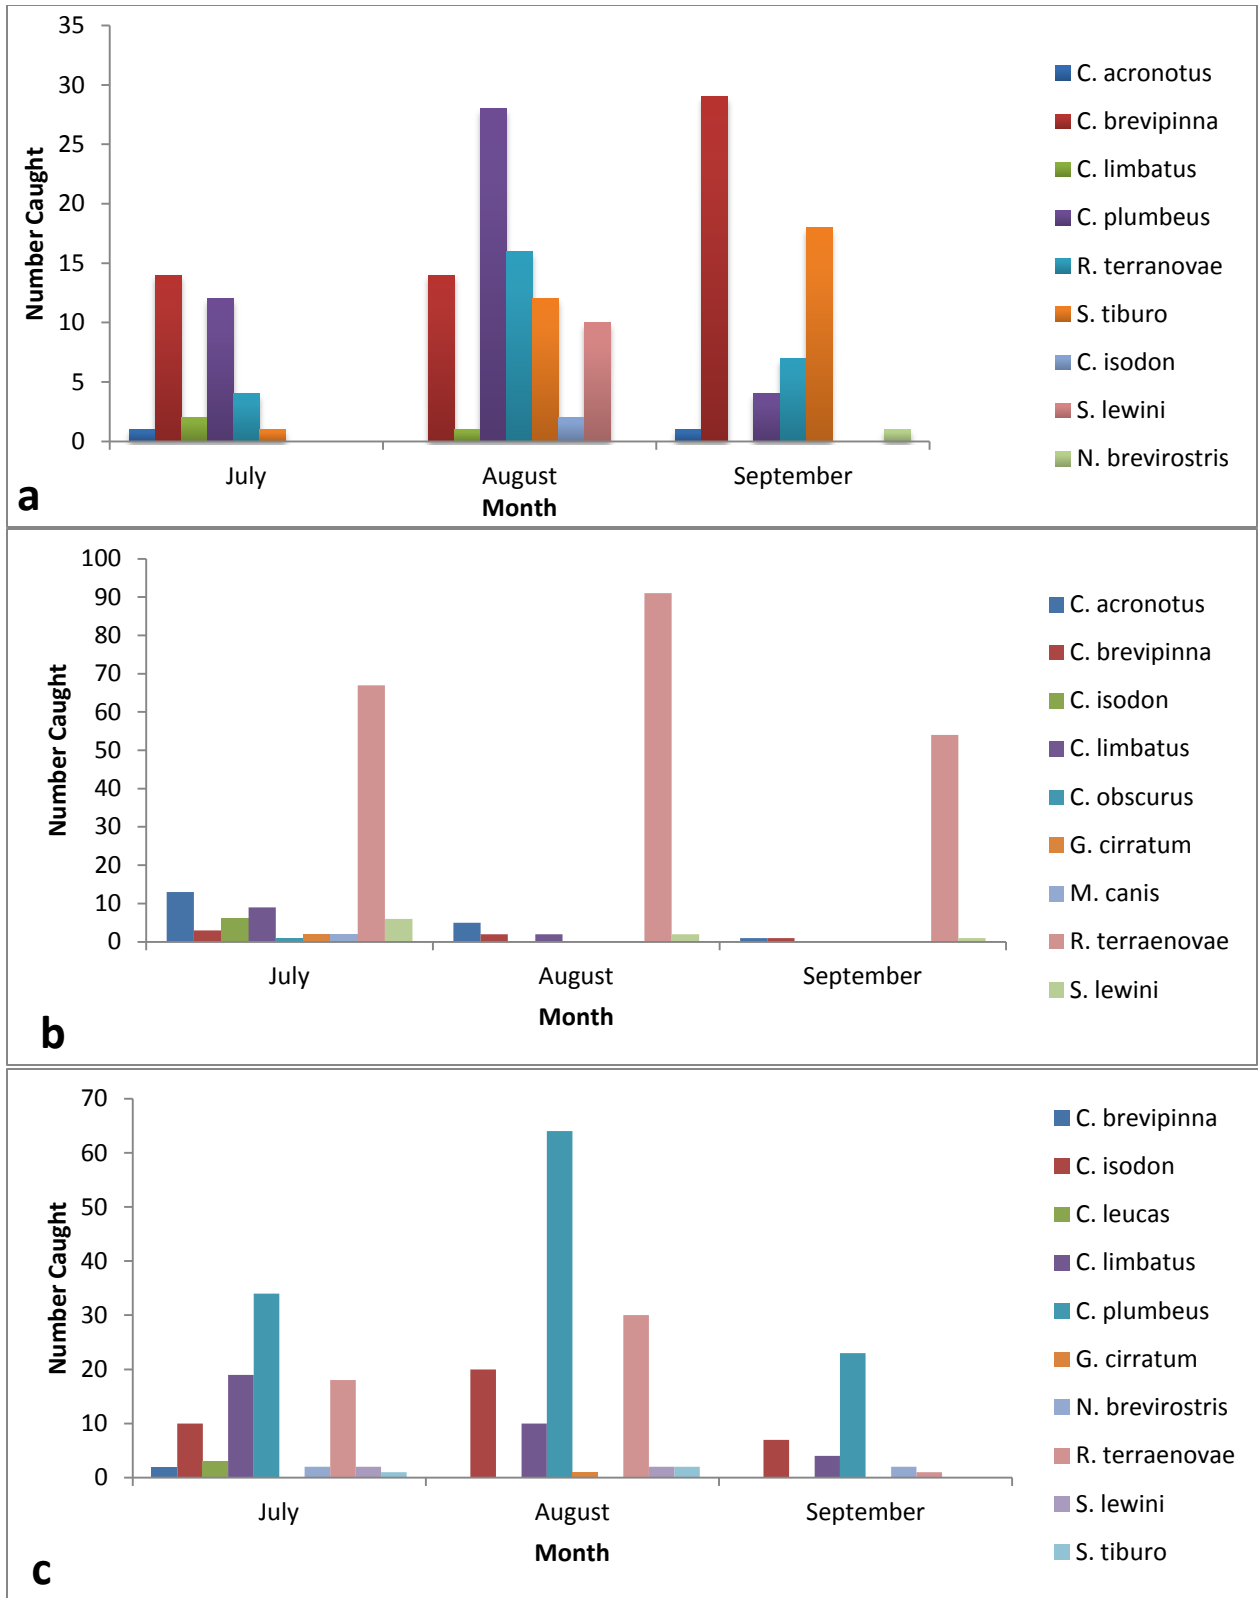 35
30
25
20
15
10
5
0
Number Caught
July
August
September
Month
C. acronotus
C. brevipinna
C. limbatus
C. plumbeus
R. terranovae
S. tiburo
C. isodon
S. lewini
N. brevirostris
a
100
90
80
70
60
50
40
30
20
10
0
Number Caught
July
August
September
Month
C. acronotus
C. brevipinna
C. isodon
C. limbatus
C. obscurus
G. cirratum
M. canis
R. terraenovae
S. lewini
b
70
60
50
40
30
20
10
0
Number Caught
July
August
September
Month
C. brevipinna
C. isodon
C. leucas
C. limbatus
C. plumbeus
G. cirratum
N. brevirostris
R. terraenovae
S. lewini
S. tiburo
c